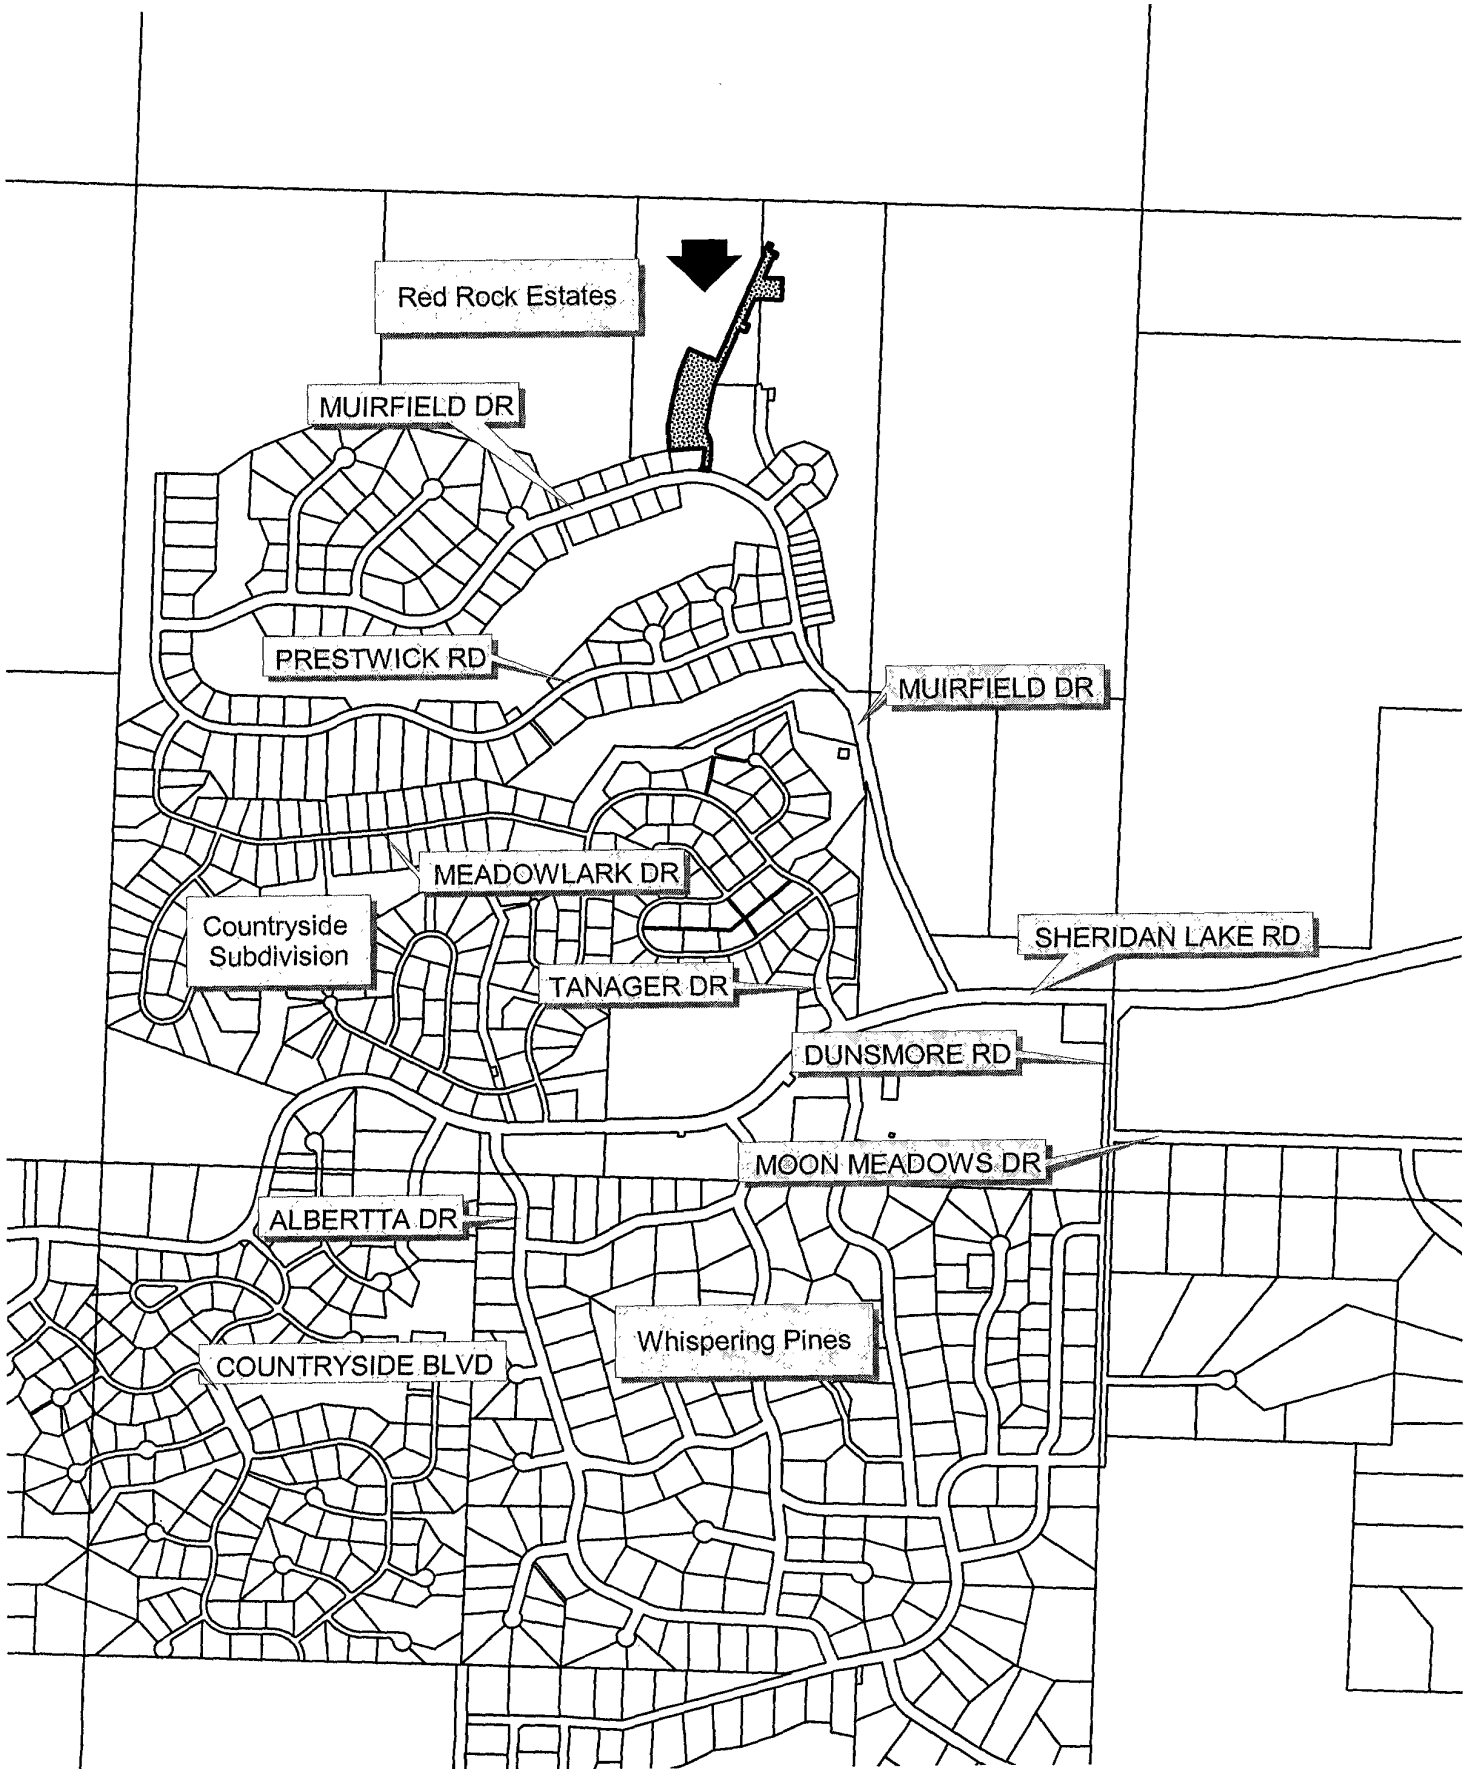 Red Rock Estates
MUIRFIELD DR
PRESTWICK RD
MUIRFIELD DR
MEADOWLARK DR
Countryside
Subdivision
SHERIDAN LAKE RD
TANAGER DR
DUNSMORE RD
MOON MEADOWS DR
ALBERTTA DR
Whispering Pines
COUNTRYSIDE BLVD